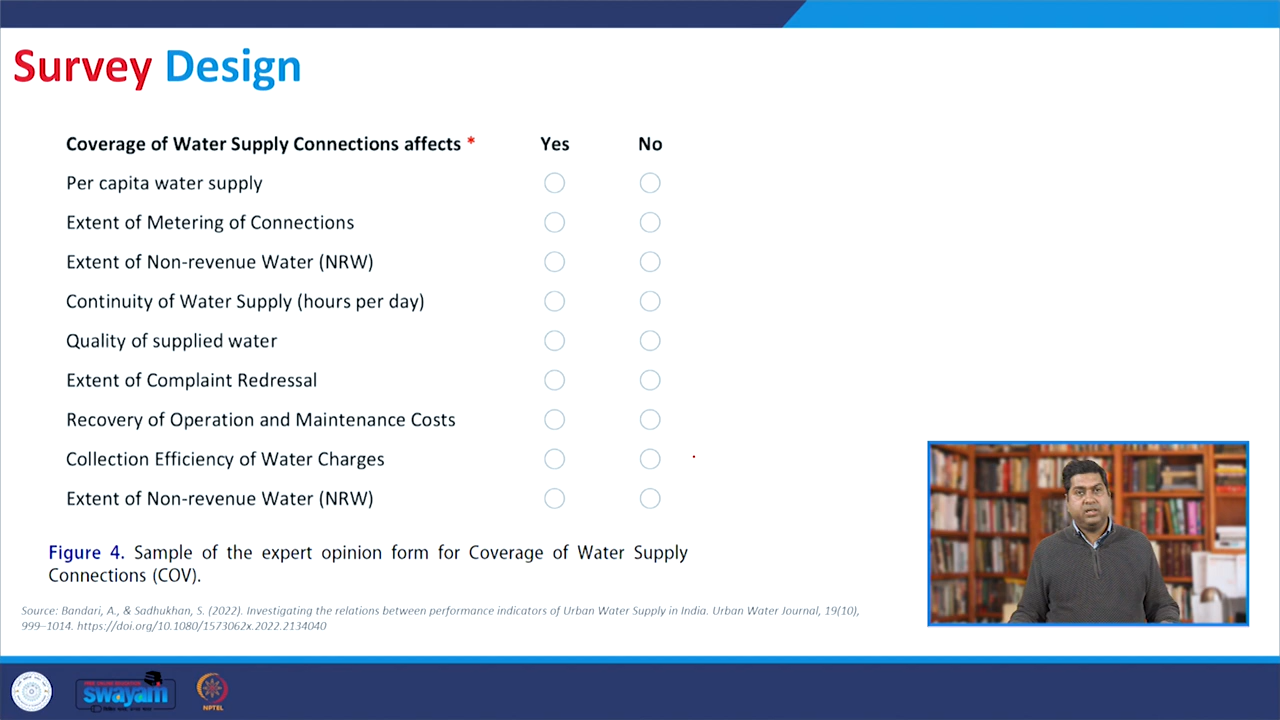 Survey Design
Coverage of Water Supply Connections affects * Yes No
Per capita water supply
Extent of Metering of Connections
Extent of Non-revenue Water (NRW)
Continuity of Water Supply (hours per day)
Quality of supplied water
Extent of Complaint Redressal
Recovery of Operation and Maintenance Costs
Collection Efficiency of Water Charges
Extent of Non-revenue Water (NRW)
Figure 4. Sample of the expert opinion form for Coverage of Water Supply
Connections (COV).
Source: Bandari, A., & Sadhukhan, S. (2022). Investigating the relations between performance indicators of Urban Water Supply in India. Urban Water Journal, 19(10),
999–1014. https://doi.org/10.1080/1573062x.2022.2134040
swayam
NPTEL